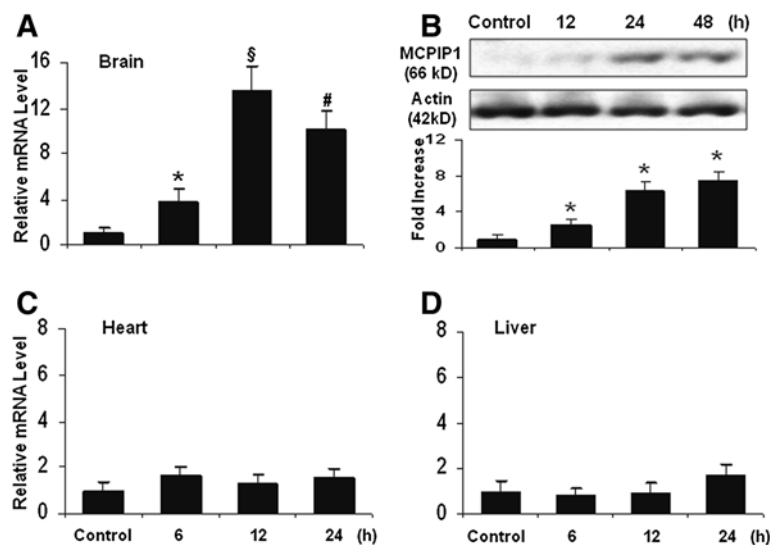 A
Brain
Relative mRNA Level
16
12
8
4
0
*
§
#
B
Control 12 24 48 (h)
MCPIP1
(66 kD)
Actin
(42kD)
Fold Increase
12
8
4
0
* * *
C
Heart
Relative mRNA Level
8
6
4
2
0
Control 6 12 24 (h)
D
Liver
8
6
4
2
0
Control 6 12 24 (h)